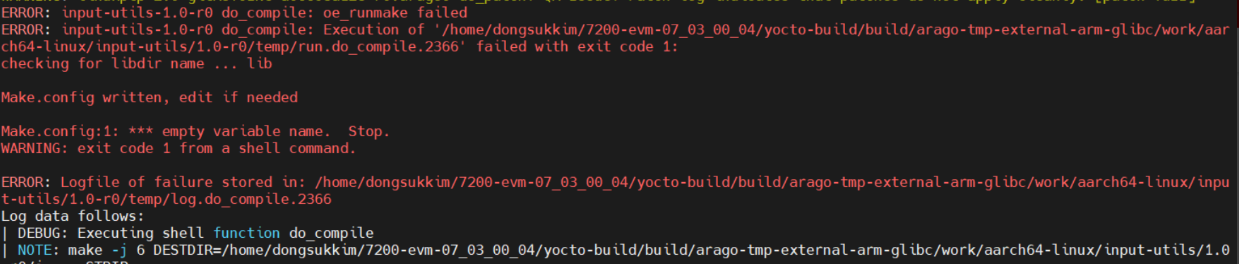 ERROR: input-utils-1.0-r0 do_compile: oe_runmake failed
ERROR: input-utils-1.0-r0 do_compile: Execution of '/home/dongsukkim/7200-evm-07_03_00_04/yocto-build/build/arago-tmp-external-arm-glibc/work/aar
ch64-linux/input-utils/1.0-r0/temp/run.do_compile.2366' failed with exit code 1:
checking for libdir name ... lib
Make.config written, edit if needed
Make.config:1: *** empty variable name.  Stop.
WARNING: exit code 1 from a shell command.
ERROR: Logfile of failure stored in: /home/dongsukkim/7200-evm-07_03_00_04/yocto-build/build/arago-tmp-external-arm-glibc/work/aarch64-linux/inpu
t-utils/1.0-r0/temp/log.do_compile.2366
Log data follows:
| DEBUG: Executing shell function do_compile
| NOTE: make -j 6 DESTDIR=/home/dongsukkim/7200-evm-07_03_00_04/yocto-build/build/arago-tmp-external-arm-glibc/work/aarch64-linux/input-utils/1.0